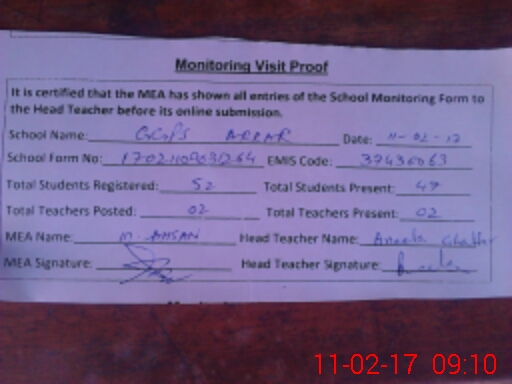 Monitoring Visit Proof
It is certified that the MEA has shown all entries of the School Monitoring Form to
the Head Teacher before its online submission.
School Name: Date: 11-02-17
School Form No: EMIS Code:
Total Students Registered: 52 Total Students Present: 47
Total Teachers Posted: 02 Total Teachers Present: 02
MEA Name: M. AHSAN Head Teacher Name: Aneela
MEA Signature: Head Teacher Signature: Aneela
11-02-17 09:10